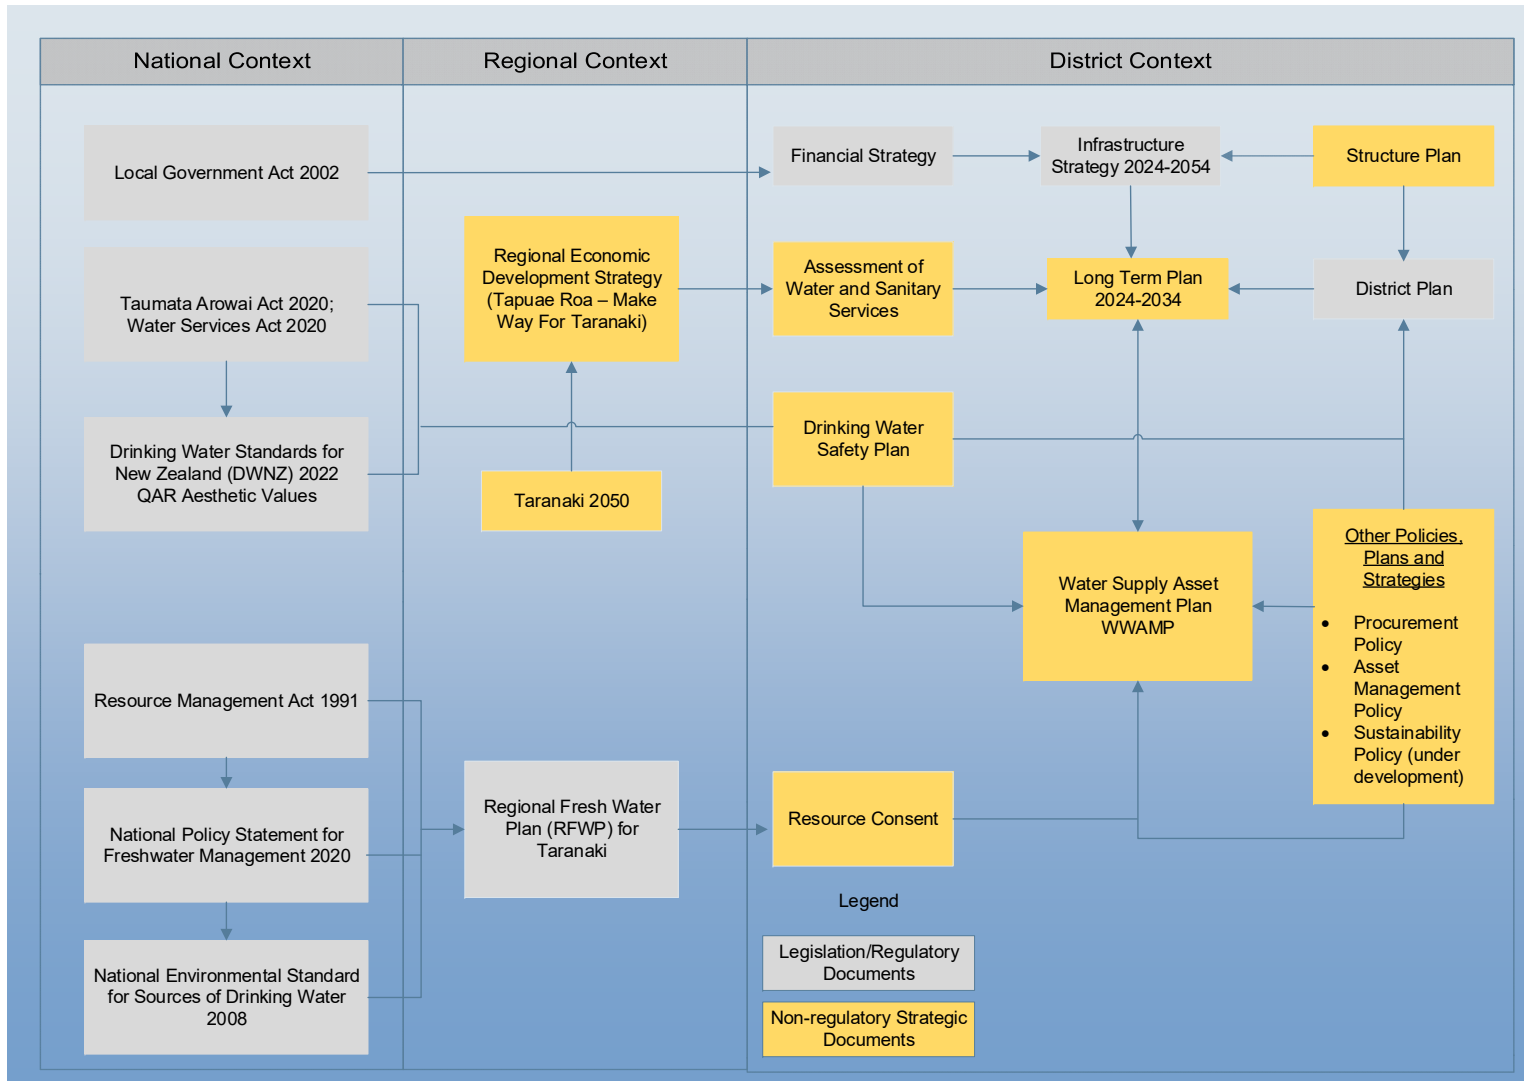 National Context
Regional Context
District Context
Local Government Act 2002
Taumata Arowai Act 2020;
Water Services Act 2020
Drinking Water Standards for
New Zealand (DWNZ) 2022
QAR Aesthetic Values
Resource Management Act 1991
National Policy Statement for
Freshwater Management 2020
National Environmental Standard
for Sources of Drinking Water
2008
Regional Economic
Development Strategy
(Tapuae Roa – Make
Way For Taranaki)
Taranaki 2050
Regional Fresh Water
Plan (RFWP) for
Taranaki
Financial Strategy
Infrastructure
Strategy 2024-2054
Structure Plan
Assessment of
Water and Sanitary
Services
Long Term Plan
2024-2034
District Plan
Drinking Water
Safety Plan
Water Supply Asset
Management Plan
WWAMP
Other Policies,
Plans and
Strategies
• Procurement
Policy
• Asset
Management
Policy
• Sustainability
Policy (under
development)
Resource Consent
Legend
Legislation/Regulatory
Documents
Non-regulatory Strategic
Documents